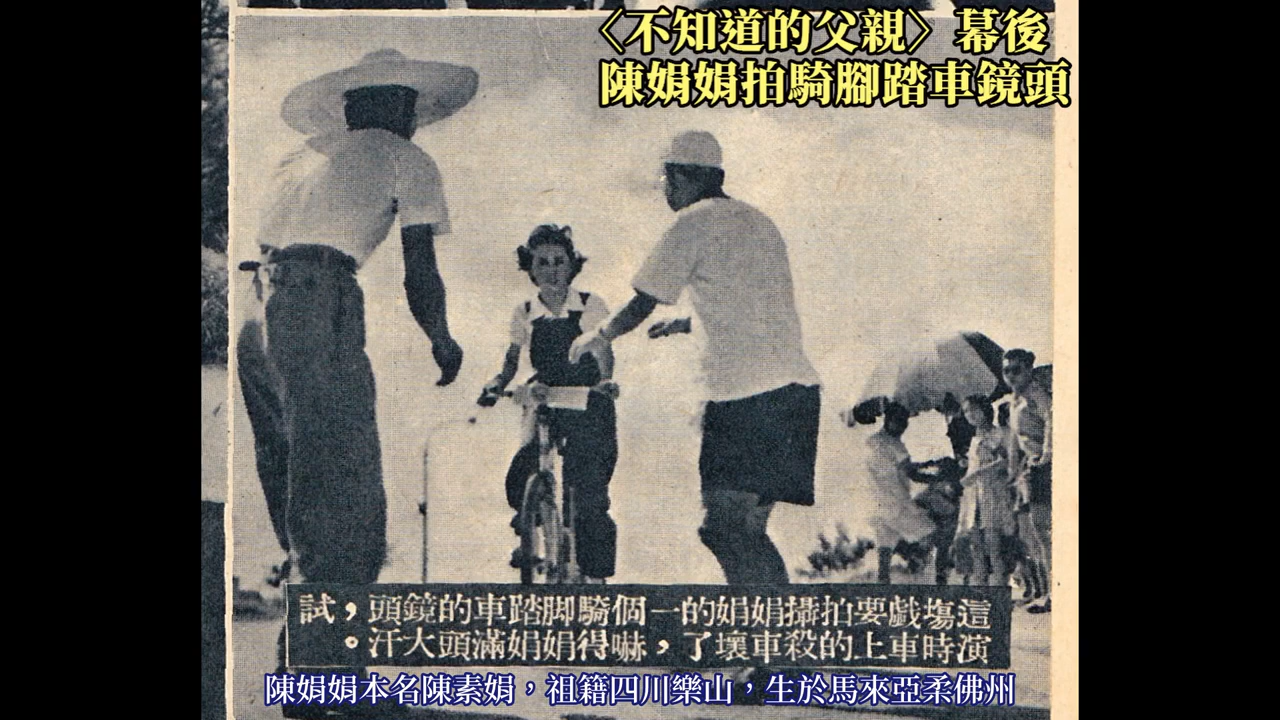 〈不知道的父親〉幕後
陳娟娟拍騎腳踏車鏡頭
這塲戲要拍攝娟娟的一個騎脚踏車的鏡頭，試
演時車上的殺車壞了，嚇得娟娟滿頭大汗。
陳娟娟本名陳素娟，祖籍四川樂山，生於馬來亞柔佛州